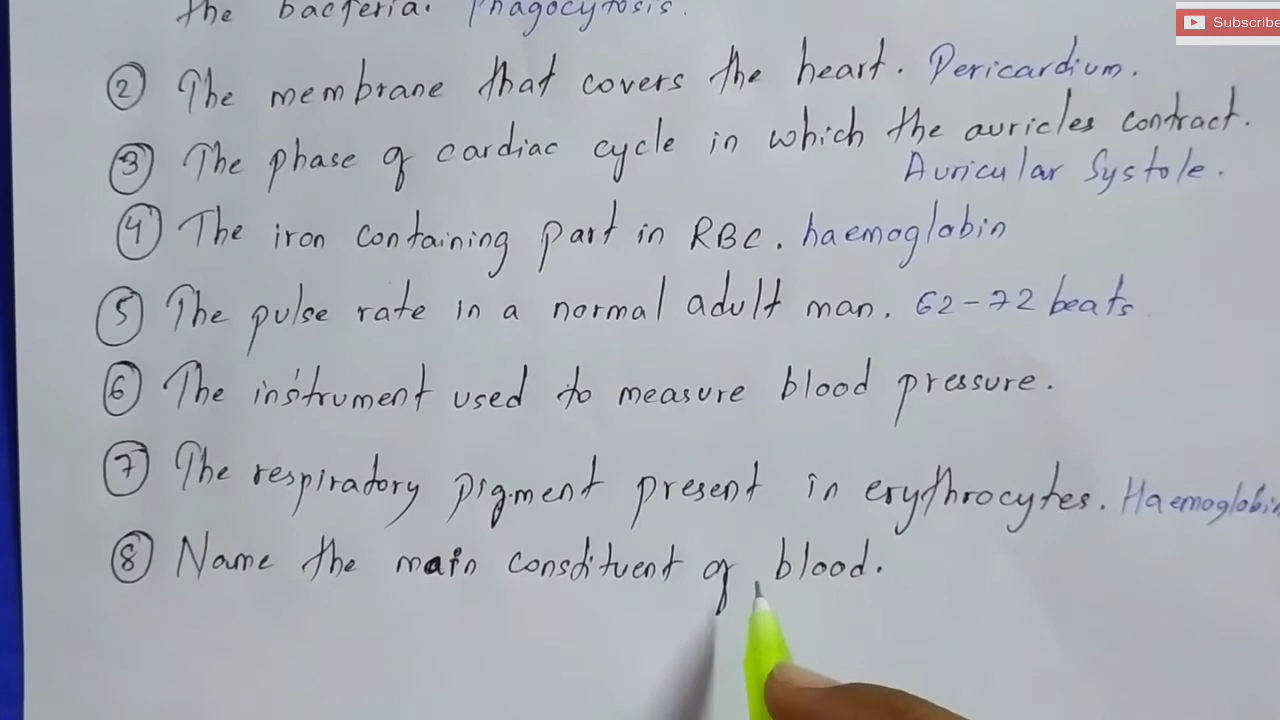 the bacteria. Phagocytosis.
Subscribe
② The membrane that covers the heart. Pericardium.
③ The phase of cardiac cycle in which the auricles contract.
Auricular Systole.
④ The iron containing part in RBC. haemoglobin
⑤ The pulse rate in a normal adult man. 62-72 beats
⑥ The instrument used to measure blood pressure.
⑦ The respiratory pigment present in erythrocytes. Haemoglobin
⑧ Name the main constituent of blood.